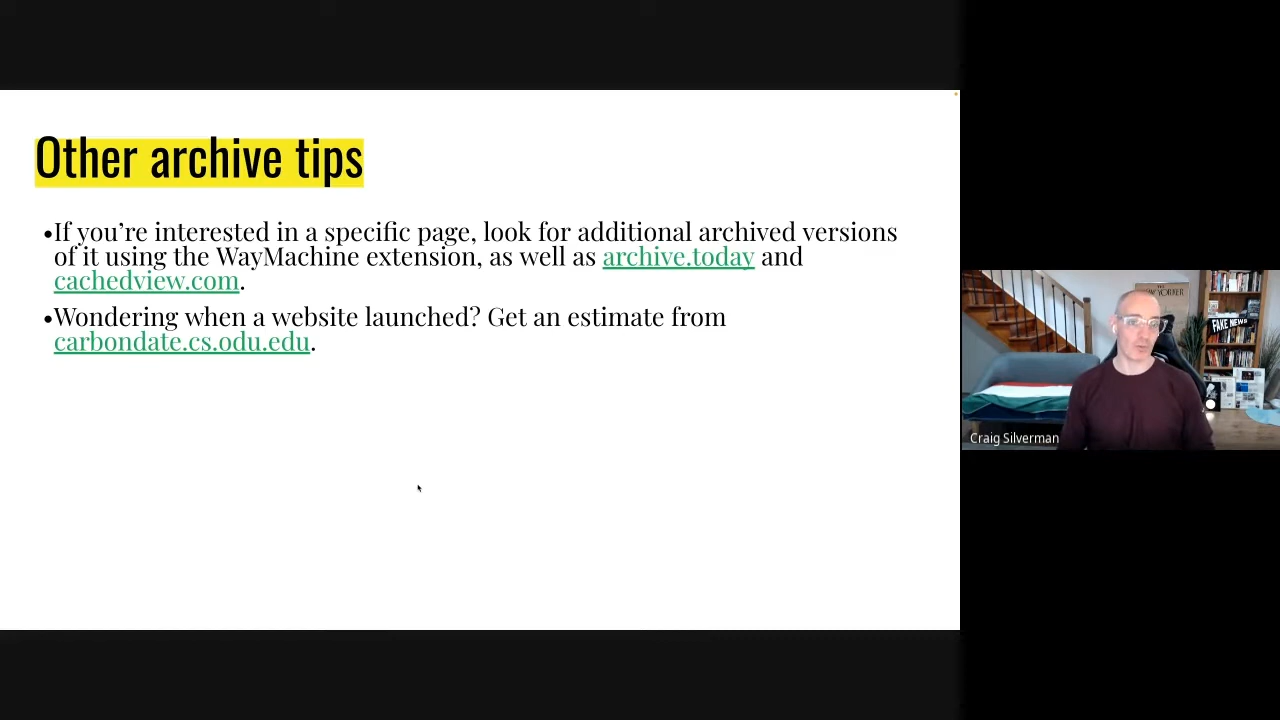 Other archive tips
•If you’re interested in a specific page, look for additional archived versions
of it using the WayMachine extension, as well as archive.today and
cachedview.com.
•Wondering when a website launched? Get an estimate from
carbondate.cs.odu.edu.
FAKE NEWS
Craig Silverman